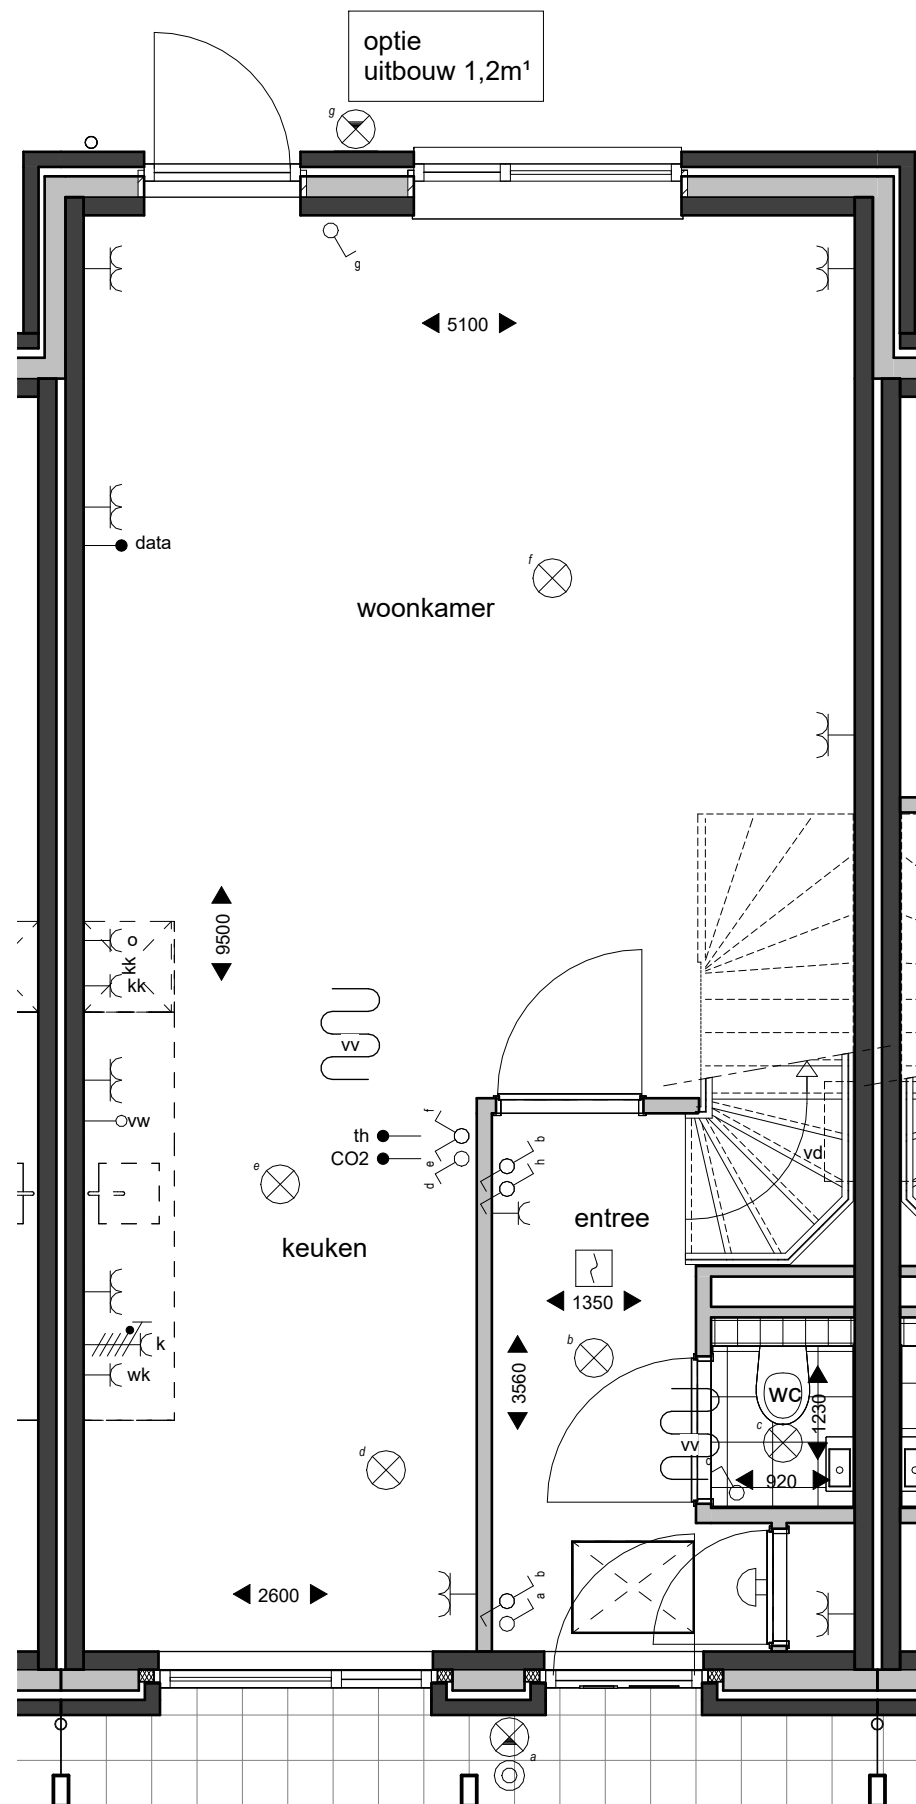 optie
uitbouw 1,2m¹
g
g
5100
data
f
woonkamer
9500
o
kk
kk
vv
vw
f
th
e
CO2
d
b
h
e
keuken
entree
vd
1350
b
3560
k
wk
WC
1230
c
vv
c
920
d
2600
b
a
a